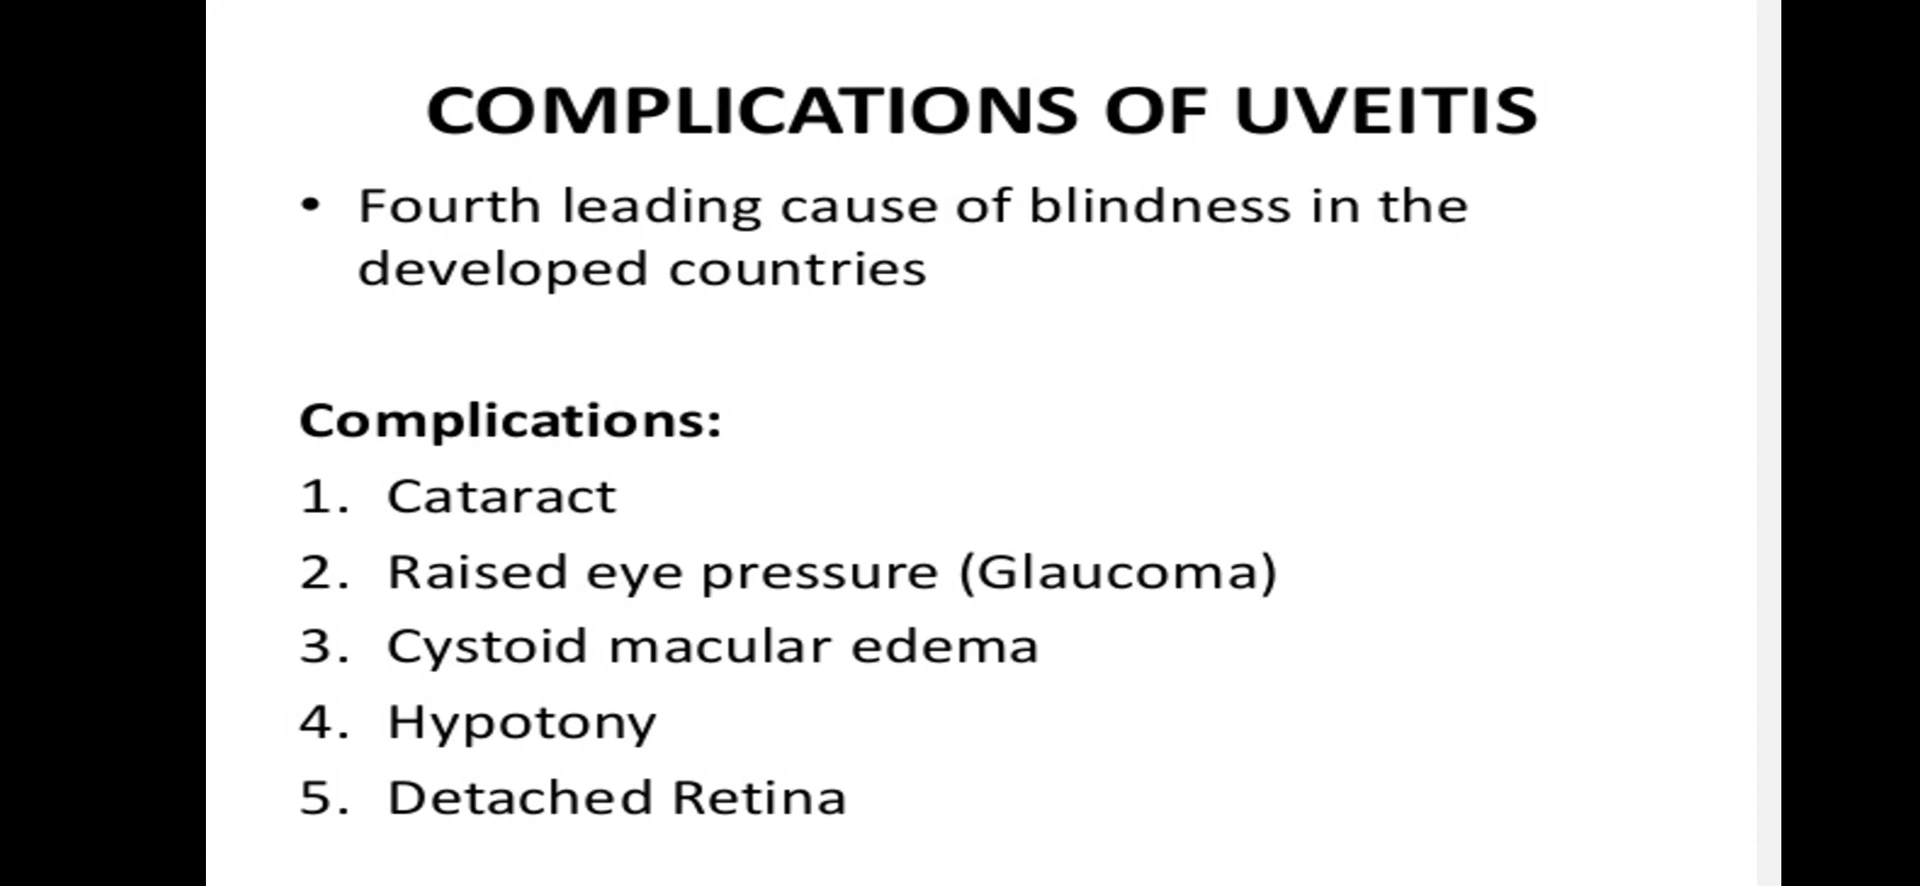 COMPLICATIONS OF UVEITIS
• Fourth leading cause of blindness in the
developed countries
Complications:
1. Cataract
2. Raised eye pressure (Glaucoma)
3. Cystoid macular edema
4. Hypotony
5. Detached Retina